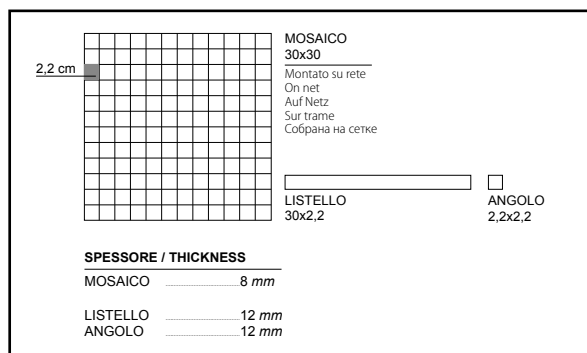 2,2 cm
MOSAICO
30x30
Montato su rete
On net
Auf Netz
Sur trame
Собрана на сетке
LISTELLO
30x2,2
ANGOLO
2,2x2,2
SPESSORE / THICKNESS
MOSAICO 8 mm
LISTELLO 12 mm
ANGOLO 12 mm